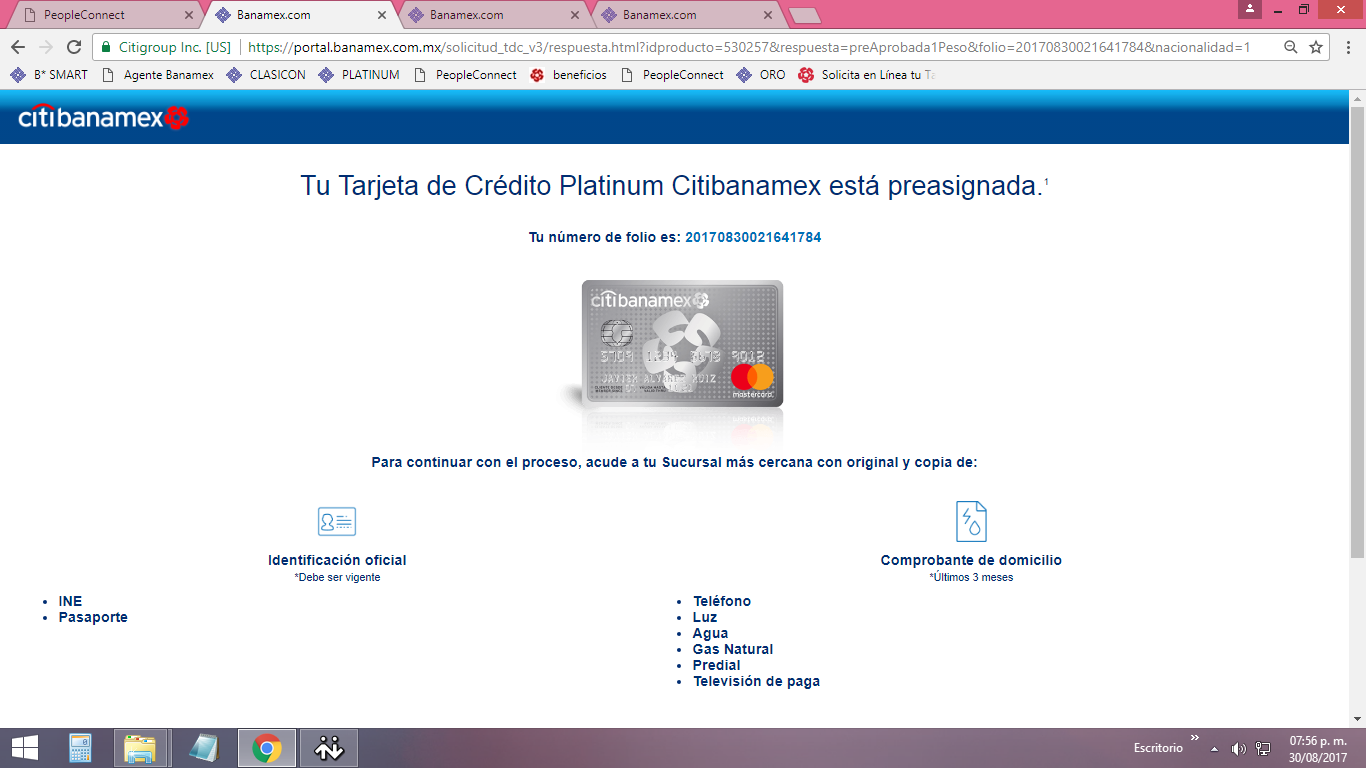 PeopleConnect
Banamex.com
Banamex.com
Banamex.com
Citigroup Inc. [US]
https://portal.banamex.com.mx/solicitud_tdc_v3/respuesta.html?idproducto=530257&respuesta=preAprobada1Peso&folio=20170830021641784&nacionalidad=1
B* SMART
Agente Banamex
CLASICON
PLATINUM
PeopleConnect
beneficios
PeopleConnect
ORO
Solicita en Línea tu Ta
citibanamex
Tu Tarjeta de Crédito Platinum Citibanamex está preasignada.1
Tu número de folio es: 20170830021641784
citibanamex
JAVIER ALVAREZ RUIZ
mastercard
Para continuar con el proceso, acude a tu Sucursal más cercana con original y copia de:
Identificación oficial
*Debe ser vigente
INE
Pasaporte
Comprobante de domicilio
*Últimos 3 meses
Teléfono
Luz
Agua
Gas Natural
Predial
Televisión de paga
Escritorio
07:56 p. m.
30/08/2017